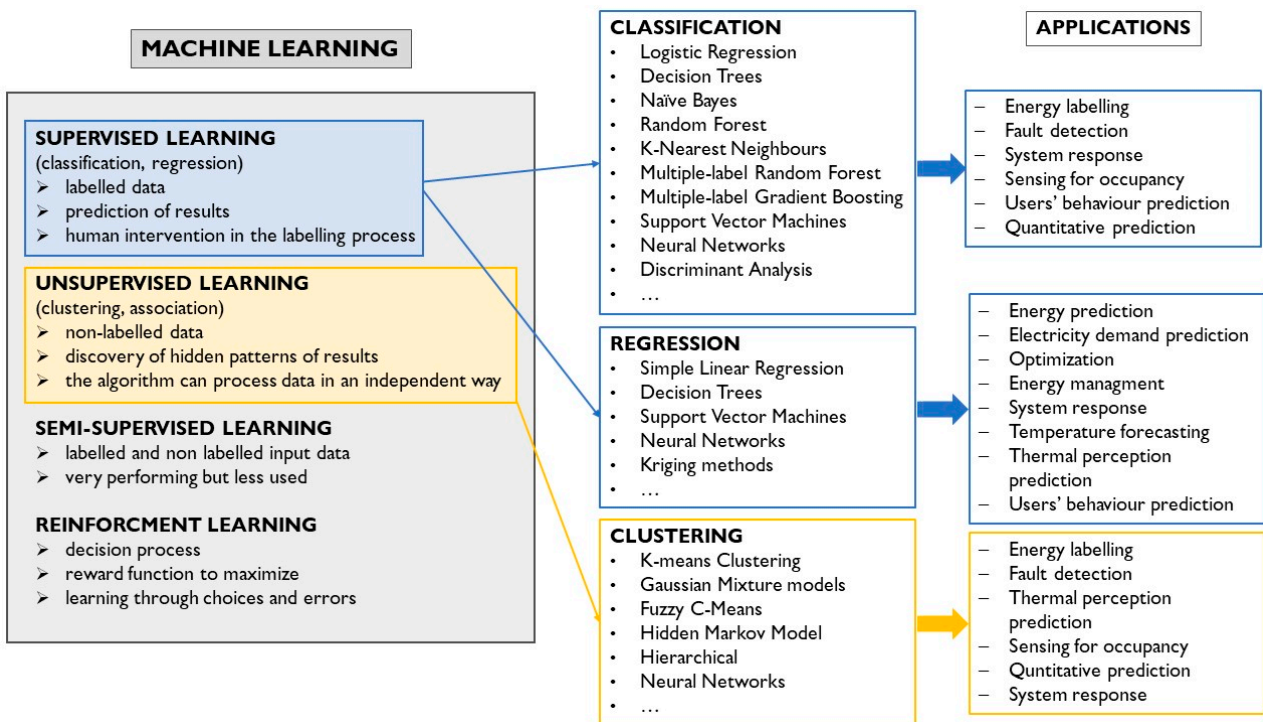 MACHINE LEARNING
SUPERVISED LEARNING
(classification, regression)
➢ labelled data
➢ prediction of results
➢ human intervention in the labelling process
UNSUPERVISED LEARNING
(clustering, association)
➢ non-labelled data
➢ discovery of hidden patterns of results
➢ the algorithm can process data in an independent way
SEMI-SUPERVISED LEARNING
➢ labelled and non labelled input data
➢ very performing but less used
REINFORCMENT LEARNING
➢ decision process
➢ reward function to maximize
➢ learning through choices and errors
CLASSIFICATION
• Logistic Regression
• Decision Trees
• Naïve Bayes
• Random Forest
• K-Nearest Neighbours
• Multiple-label Random Forest
• Multiple-label Gradient Boosting
• Support Vector Machines
• Neural Networks
• Discriminant Analysis
• …
REGRESSION
• Simple Linear Regression
• Decision Trees
• Support Vector Machines
• Neural Networks
• Kriging methods
• …
CLUSTERING
• K-means Clustering
• Gaussian Mixture models
• Fuzzy C-Means
• Hidden Markov Model
• Hierarchical
• Neural Networks
• …
APPLICATIONS
– Energy labelling
– Fault detection
– System response
– Sensing for occupancy
– Users' behaviour prediction
– Quantitative prediction
– Energy prediction
– Electricity demand prediction
– Optimization
– Energy managment
– System response
– Temperature forecasting
– Thermal perception
prediction
– Users' behaviour prediction
– Energy labelling
– Fault detection
– Thermal perception
prediction
– Sensing for occupancy
– Quntitative prediction
– System response